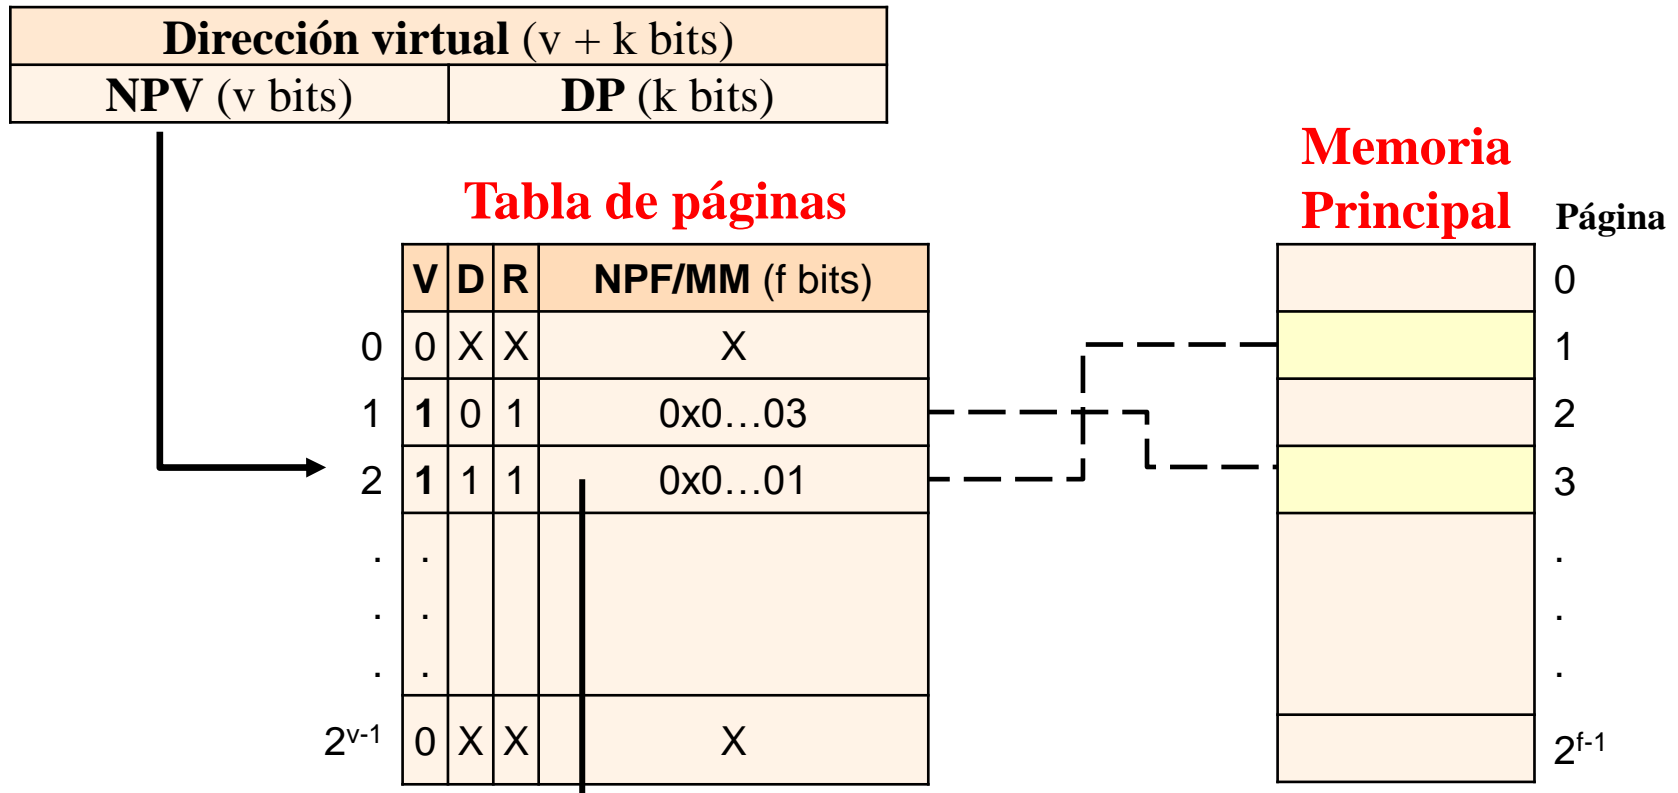 Dirección virtual (v + k bits)
NPV (v bits) DP (k bits)
Memoria
Principal Página
Tabla de páginas
V D R NPF/MM (f bits) 0
0 0 X X X 1
1 1 0 1 0x0…03 2
2 1 1 1 0x0…01 3
. . .
. . .
. . .
2v-1 0 X X X 2f-1